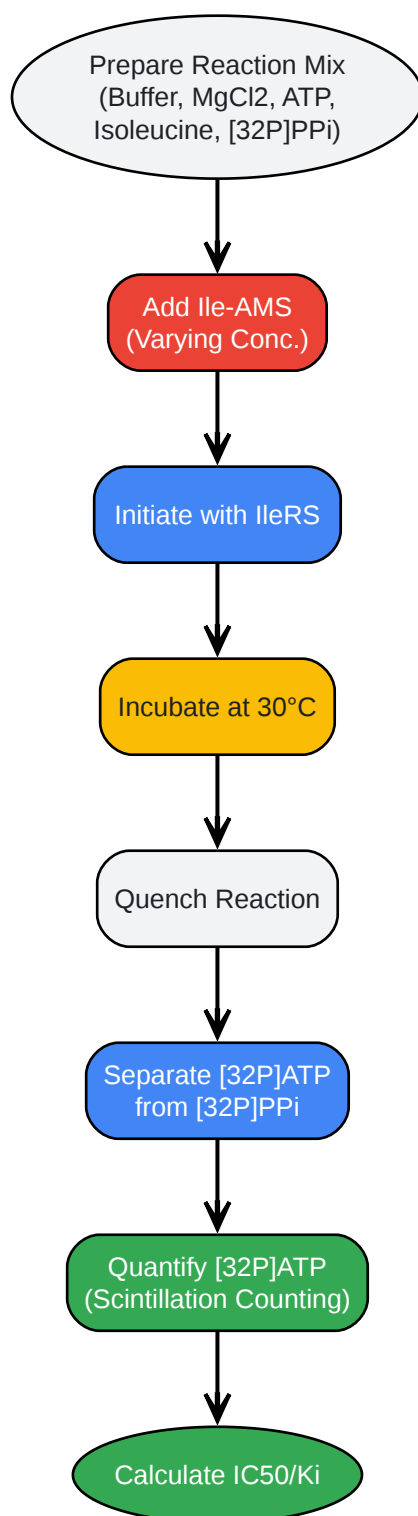 Prepare Reaction Mix
(Buffer, MgCl2, ATP,
Isoleucine, [32P]PPi)
Add Ile-AMS
(Varying Conc.)
Initiate with IleRS
Incubate at 30°C
Quench Reaction
Separate [32P]ATP
from [32P]PPi
Quantify [32P]ATP
(Scintillation Counting)
Calculate IC50/Ki